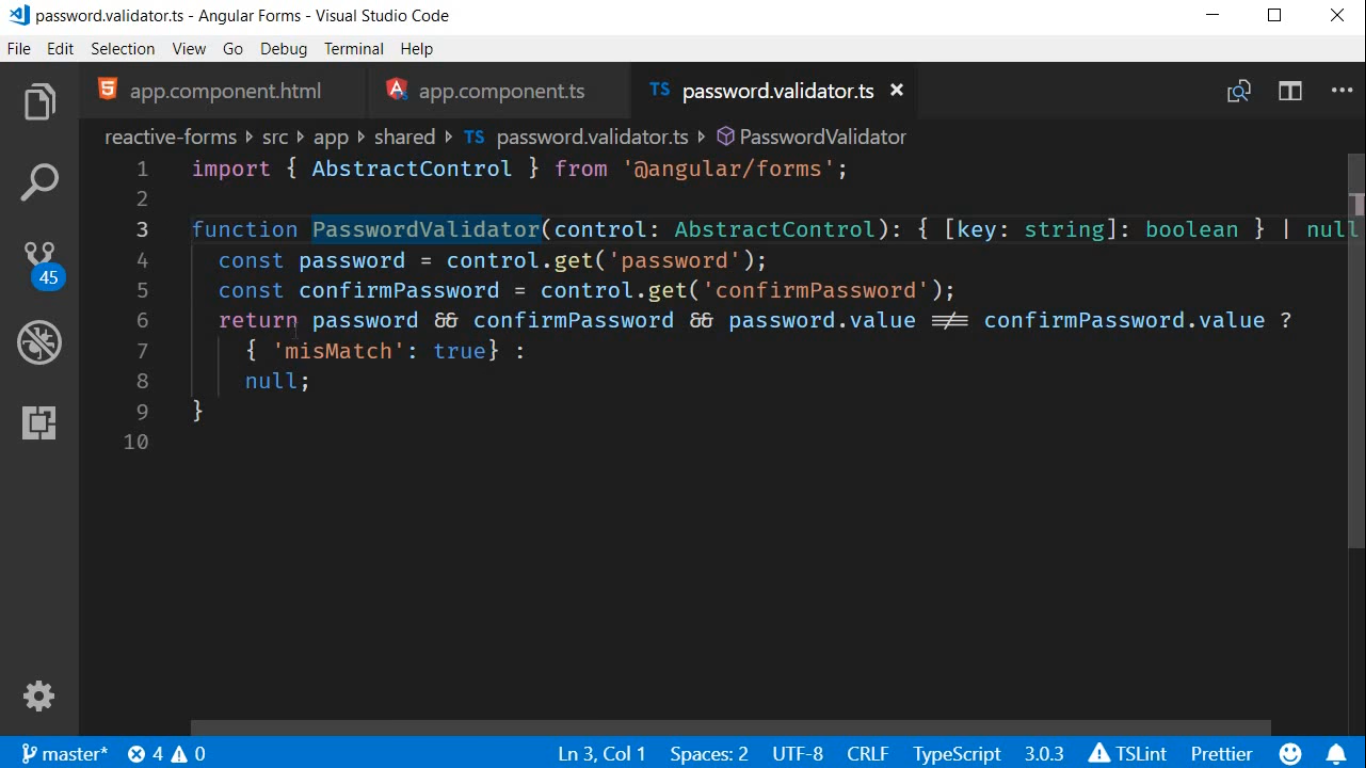 password.validator.ts - Angular Forms - Visual Studio Code
File Edit Selection View Go Debug Terminal Help
app.component.html app.component.ts TS password.validator.ts
reactive-forms src app shared TS password.validator.ts PasswordValidator
1 import { AbstractControl } from '@angular/forms';
2
3 function PasswordValidator(control: AbstractControl): { [key: string]: boolean } | null
4 const password = control.get('password');
5 const confirmPassword = control.get('confirmPassword');
6 return password && confirmPassword && password.value !== confirmPassword.value ?
7 { 'misMatch': true} :
8 null;
9 }
10
45
master* 4 0 Ln 3, Col 1 Spaces: 2 UTF-8 CRLF TypeScript 3.0.3 TSLint Prettier